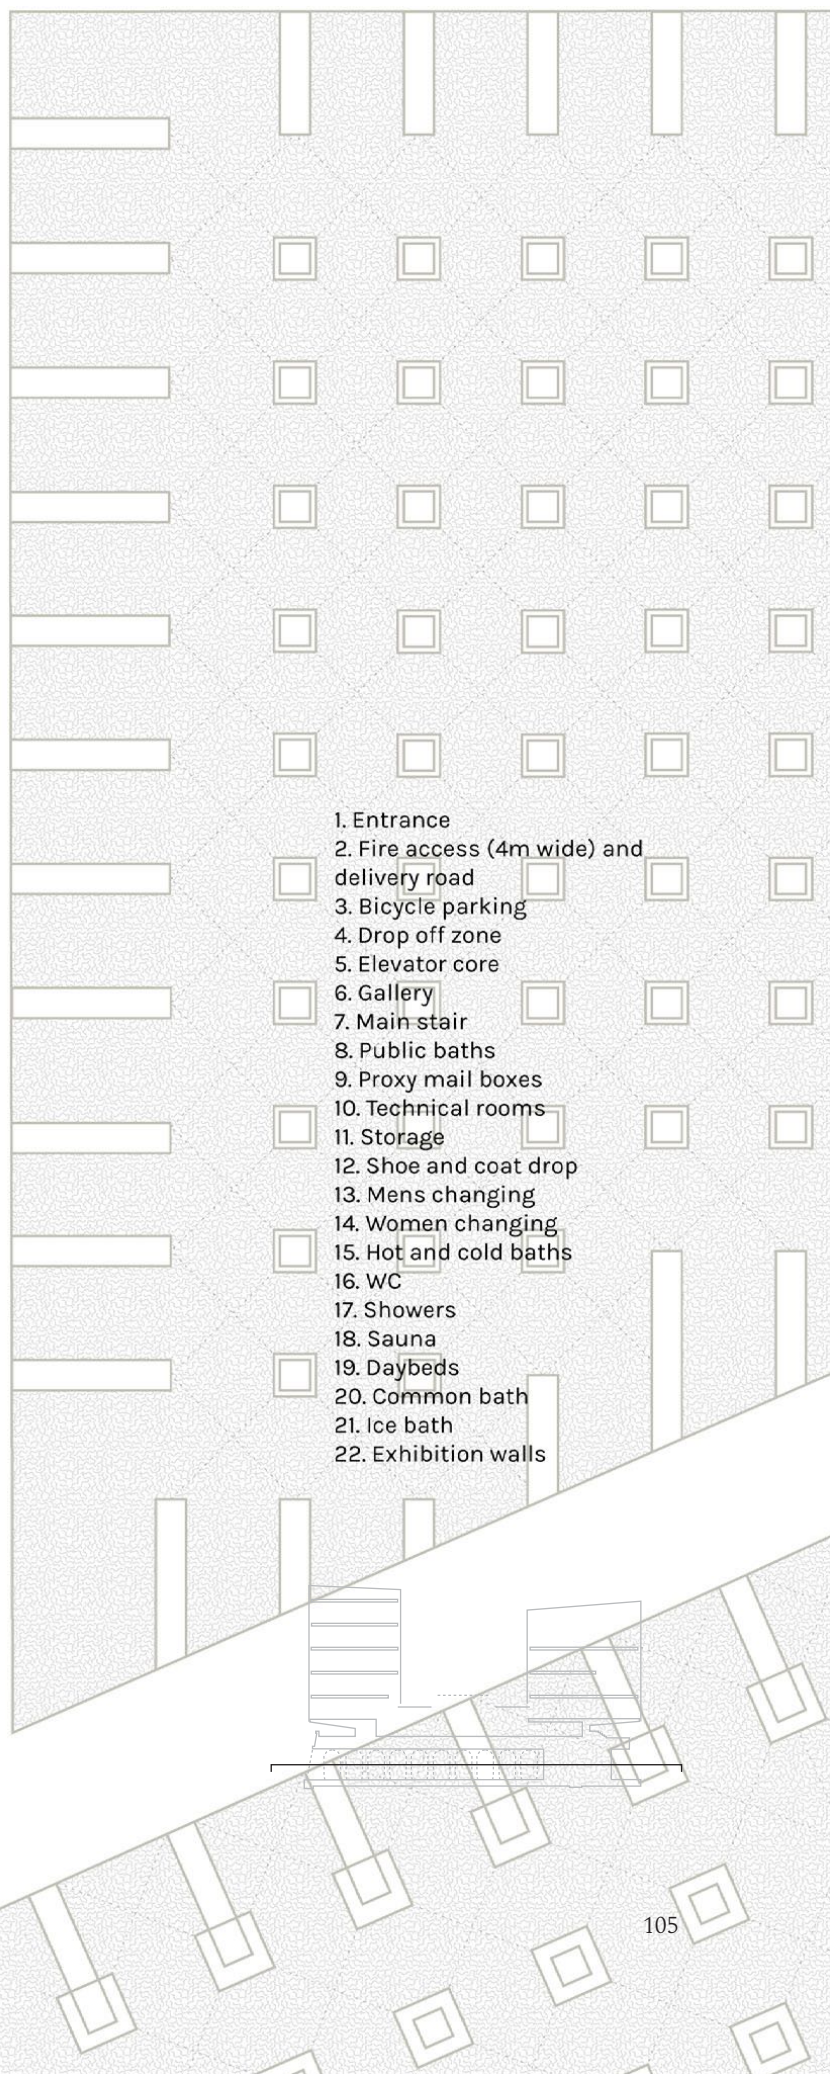 1. Entrance
2. Fire access (4m wide) and
delivery road
3. Bicycle parking
4. Drop off zone
5. Elevator core
6. Gallery
7. Main stair
8. Public baths
9. Proxy mail boxes
10. Technical rooms
11. Storage
12. Shoe and coat drop
13. Mens changing
14. Women changing
15. Hot and cold baths
16. WC
17. Showers
18. Sauna
19. Daybeds
20. Common bath
21. Ice bath
22. Exhibition walls
105